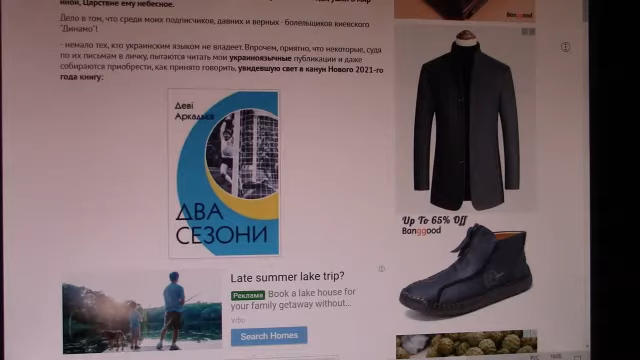 иной, Царствие ему небесное.
Дело в том, что среди моих подписчиков, давних и верных - болельщиков киевского
"Динамо"!
- немало тех, кто украинским языком не владеет. Впрочем, приятно, что некоторые, судя
по их письмам в личку, пытаются читать мои украиноязычные публикации и даже
собираются приобрести, как принято говорить, увидевшую свет в канун Нового 2021-го
года книгу:
Деві
Аркадьєв
ДВА
СЕЗОНИ
Late summer lake trip?
Реклама Book a lake house for
your family getaway without...
Vrbo
Search Homes
Banggood
Up To 65% Off
Banggood